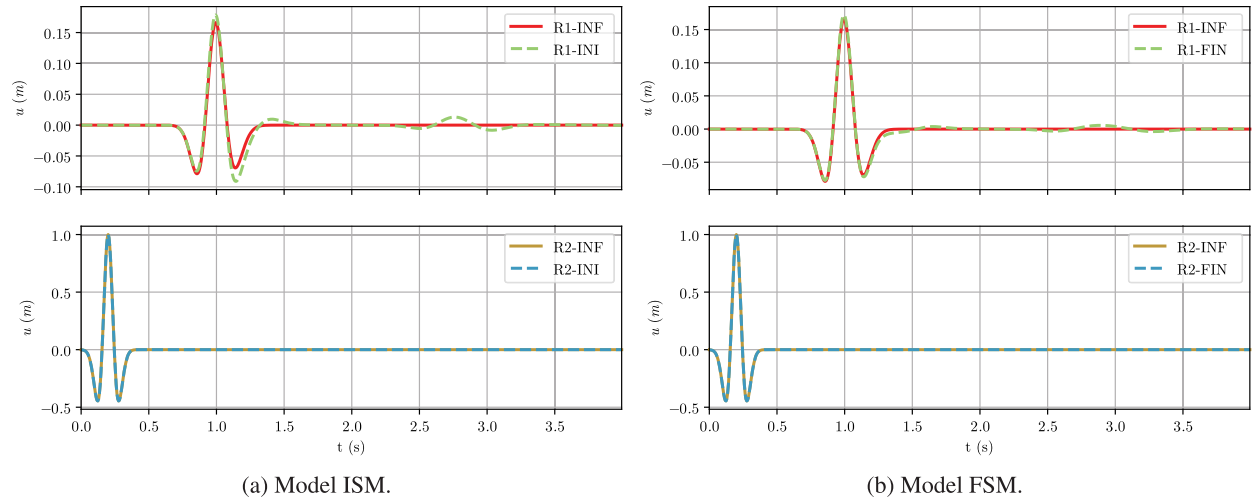 0.15
0.10
0.05
0.00
−0.05
−0.10
u (m)
R1-INF
R1-INI
1.0
0.5
0.0
−0.5
u (m)
R2-INF
R2-INI
0.0 0.5 1.0 1.5 2.0 2.5 3.0 3.5
t (s)
(a) Model ISM.
0.15
0.10
0.05
0.00
−0.05
u (m)
R1-INF
R1-FIN
1.0
0.5
0.0
−0.5
u (m)
R2-INF
R2-FIN
0.0 0.5 1.0 1.5 2.0 2.5 3.0 3.5
t (s)
(b) Model FSM.